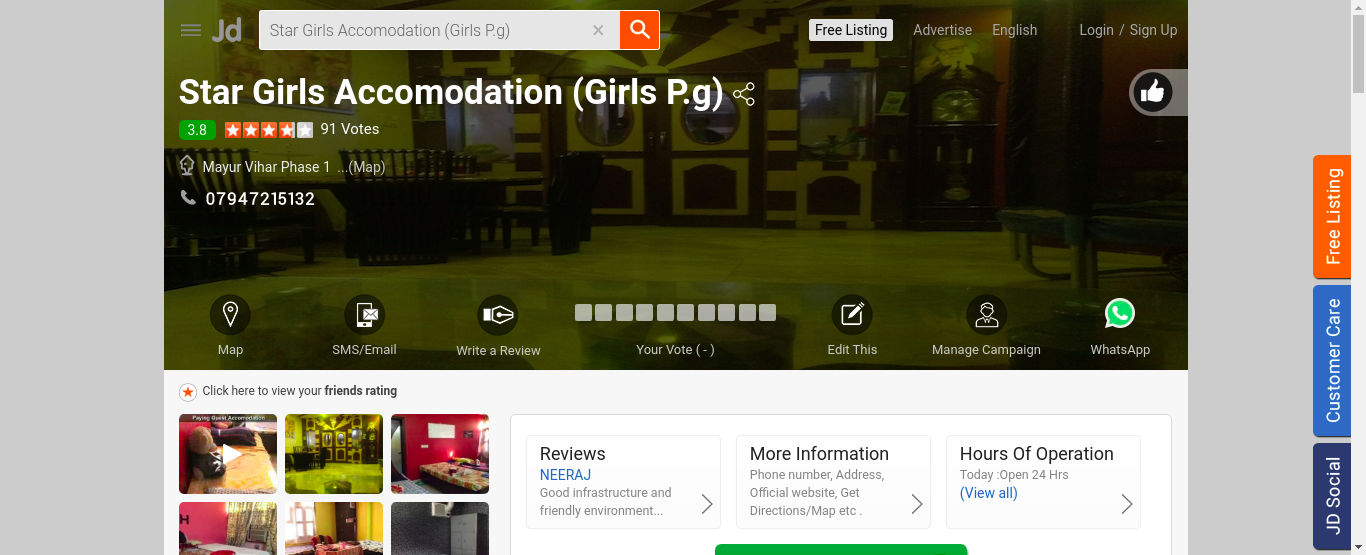 Jd
Star Girls Accomodation (Girls P.g)
Free Listing
Advertise
English
Login / Sign Up
Star Girls Accomodation (Girls P.g)
3.8
91 Votes
Mayur Vihar Phase 1 ...(Map)
07947215132
Map
SMS/Email
Write a Review
Your Vote ( - )
Edit This
Manage Campaign
WhatsApp
Free Listing
Customer Care
JD Social
Click here to view your friends rating
Paying Guest Accomodation
Reviews
NEERAJ
Good infrastructure and
friendly environment...
More Information
Phone number, Address,
Official website, Get
Directions/Map etc .
Hours Of Operation
Today :Open 24 Hrs
(View all)